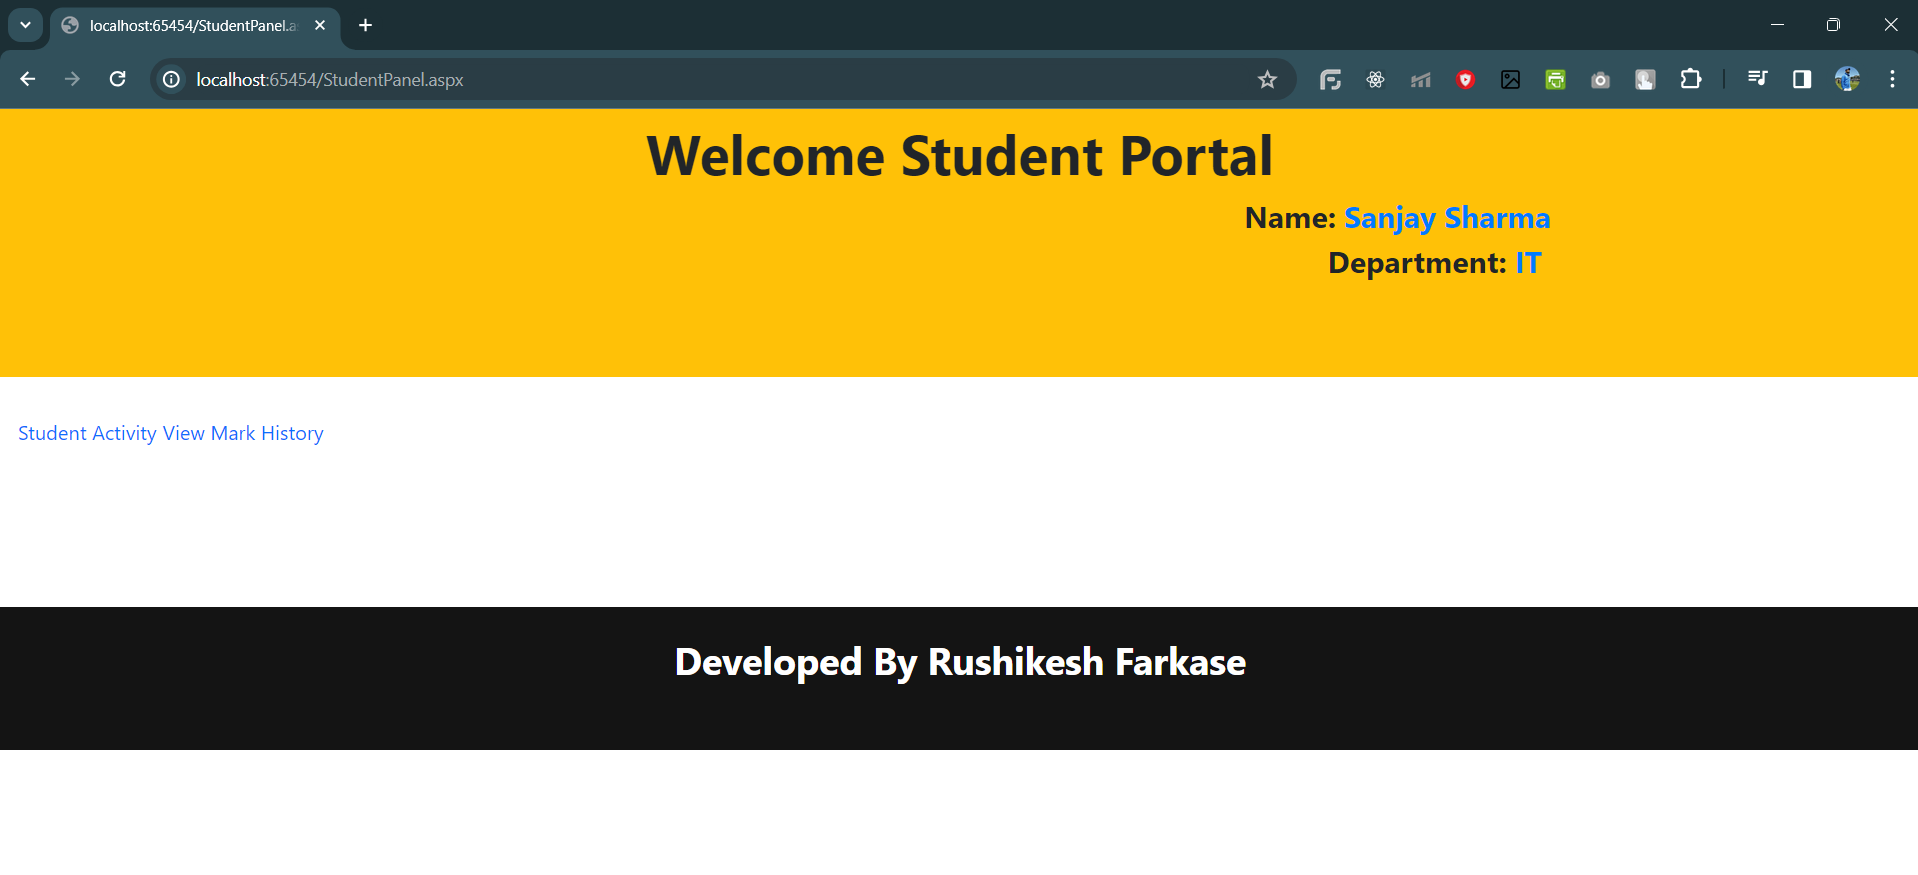 localhost:65454/StudentPanel.as
localhost:65454/StudentPanel.aspx
Welcome Student Portal
Name: Sanjay Sharma
Department: IT
Student Activity View Mark History
Developed By Rushikesh Farkase